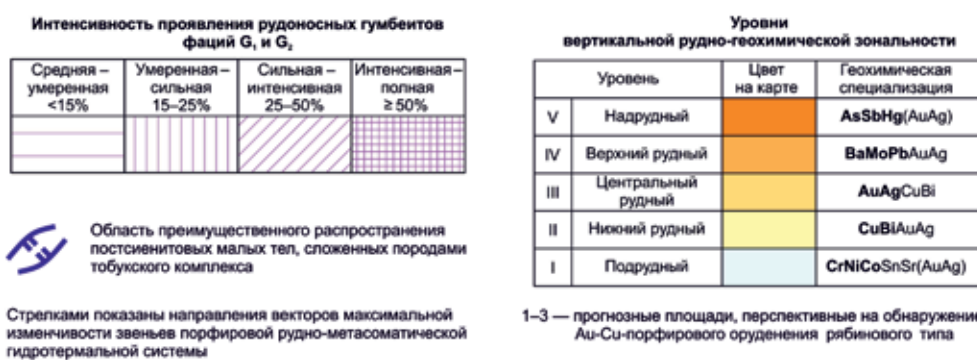 Интенсивность проявления рудоносных гумбеитов
фаций G₁ и G₂
Средняя –
умеренная
<15%
Умеренная –
сильная
15–25%
Сильная –
интенсивная
25–50%
Интенсивная –
полная
≥ 50%
Область преимущественного распространения
постсиенитовых малых тел, сложенных породами
тобукского комплекса
Стрелками показаны направления векторов максимальной
изменчивости звеньев порфировой рудно-метасоматической
гидротермальной системы
Уровни
вертикальной рудно-геохимической зональности
Уровень
Цвет
на карте
Геохимическая
специализация
V Надрудный AsSbHg(AuAg)
IV Верхний рудный BaMoPbAuAg
III Центральный
рудный AuAgCuBi
II Нижний рудный CuBiAuAg
I Подрудный CrNiCoSnSr(AuAg)
1–3 — прогнозные площади, перспективные на обнаружение
Au-Cu-порфирового оруденения рябинового типа